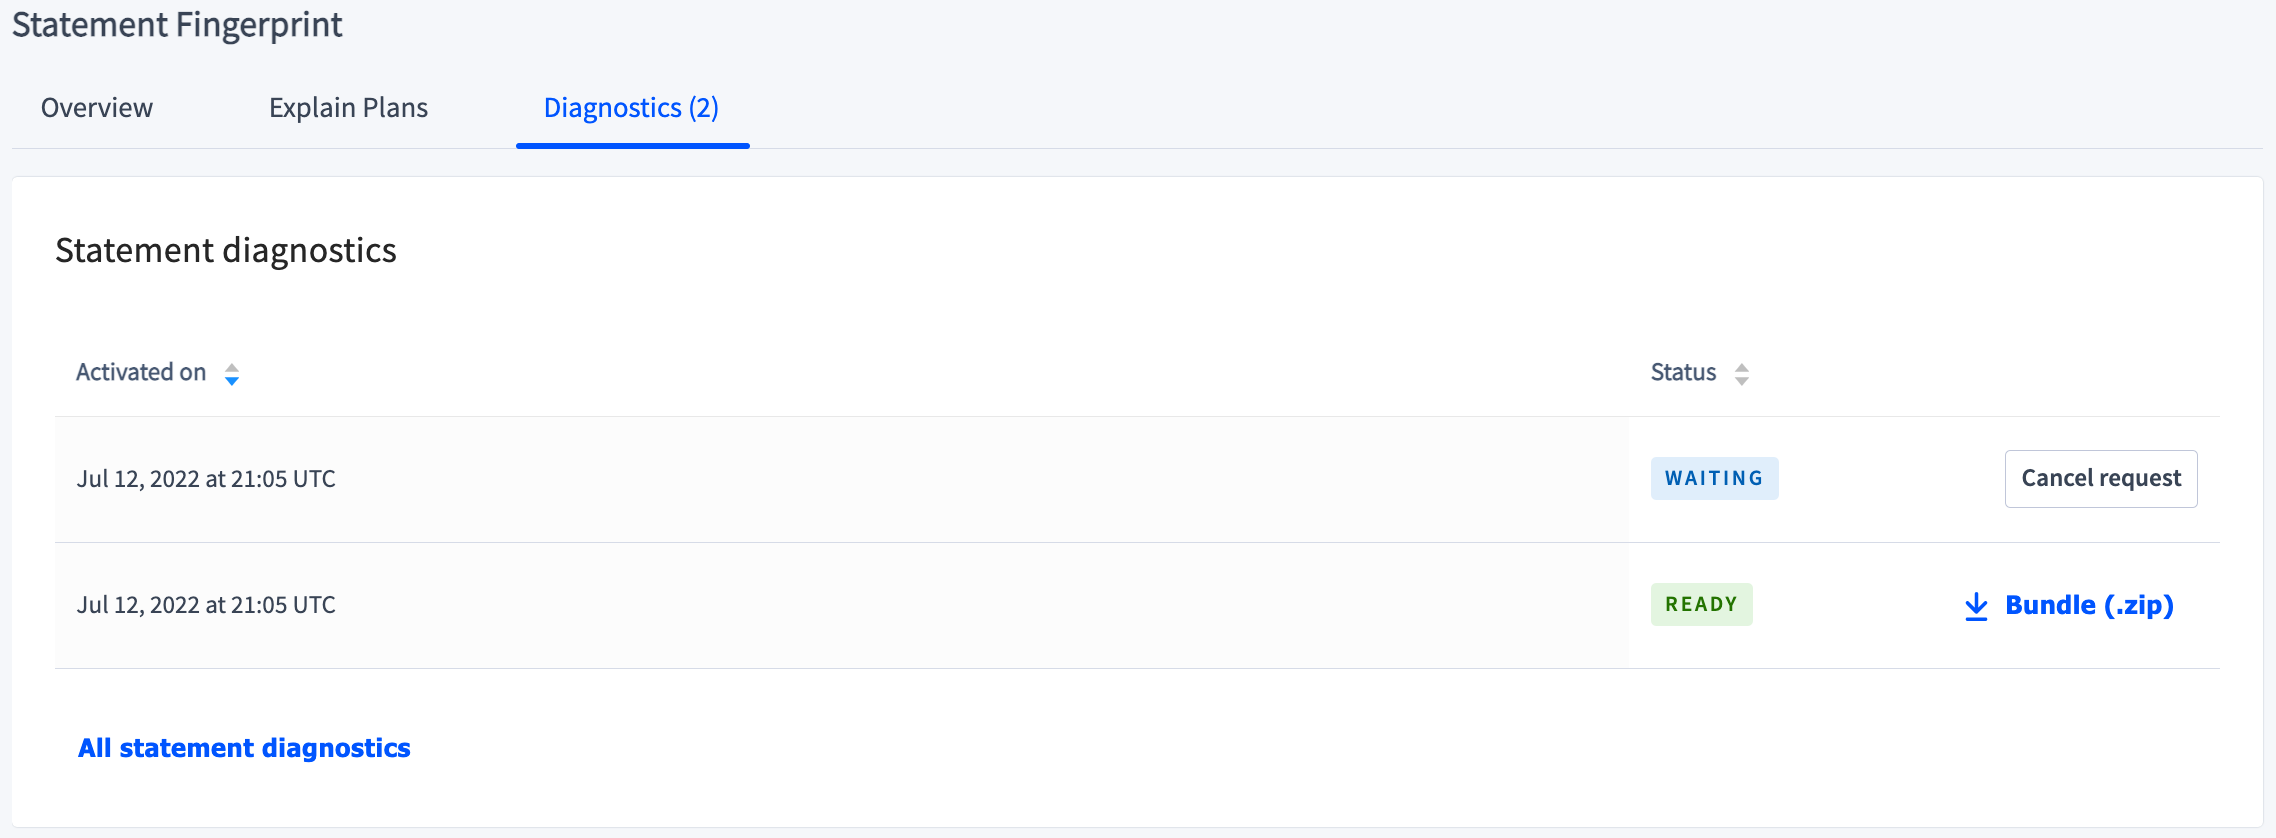 Statement Fingerprint
Overview Explain Plans Diagnostics (2)
Statement diagnostics
Activated on Status
Jul 12, 2022 at 21:05 UTC WAITING Cancel request
Jul 12, 2022 at 21:05 UTC READY Bundle (.zip)
All statement diagnostics